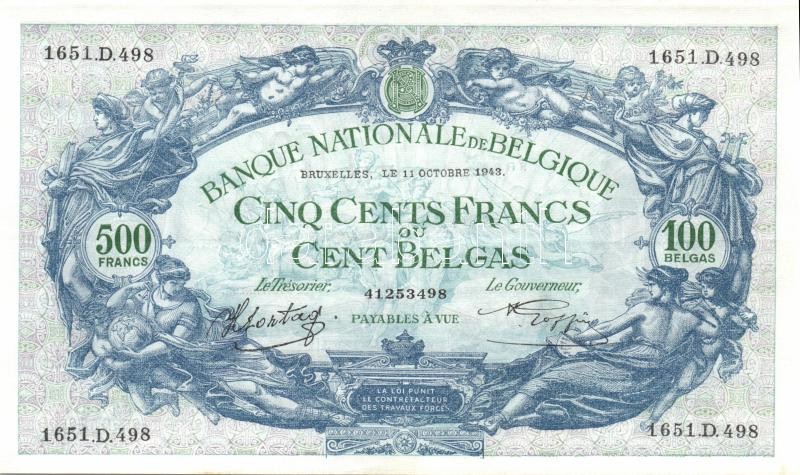 1651.D.498
1651.D.498
BANQUE NATIONALE DE BELGIQUE
BRUXELLES, LE 11 OCTOBRE 1943.
CINQ CENTS FRANCS
OU
CENT BELGAS
500
FRANCS
100
BELGAS
Le Trésorier,
41253498
Le Gouverneur,
PAYABLES À VUE
LA LOI PUNIT
LE CONTREFACTEUR
DES TRAVAUX FORCÉS
1651.D.498
1651.D.498